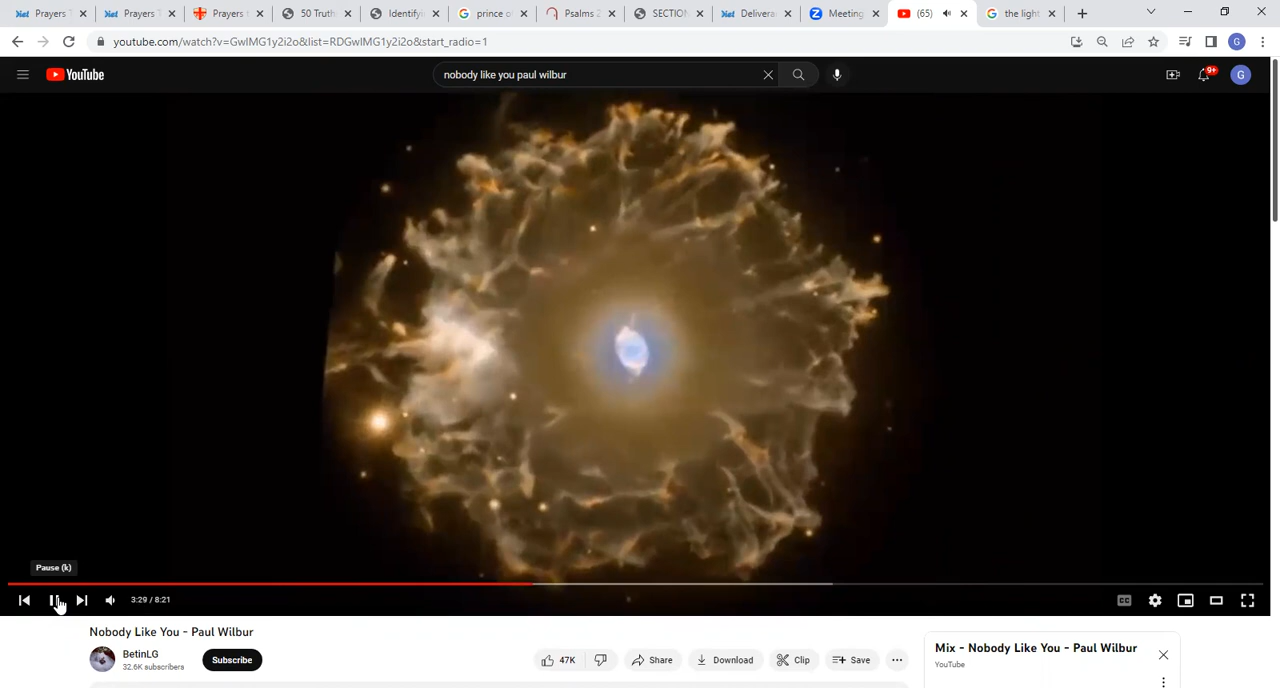 Prayers T
Prayers T
Prayers f
50 Truth
Identifyi
prince o
Psalms 2
SECTION
Delivera
Meeting
(65)
the light
youtube.com/watch?v=GwIMG1y2i2o&list=RDGwIMG1y2i2o&start_radio=1
G
YouTube
nobody like you paul wilbur
9+
G
Pause (k)
3:29 / 8:21
CC
Nobody Like You - Paul Wilbur
BetinLG
32.6K subscribers
Subscribe
47K
Share
Download
Clip
Save
Mix - Nobody Like You - Paul Wilbur
YouTube